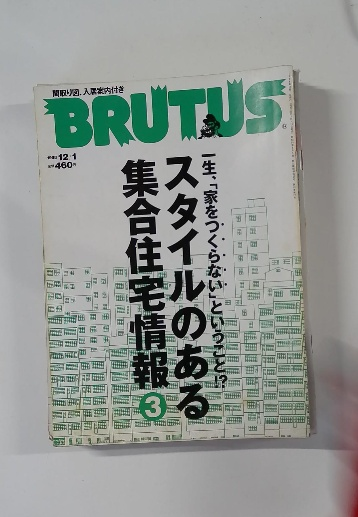 間取り図、入居案内付き
BRUTUS
12/1
460円
一生、「家をつくらない」ということ!?
スタイルのある
集合住宅情報
3